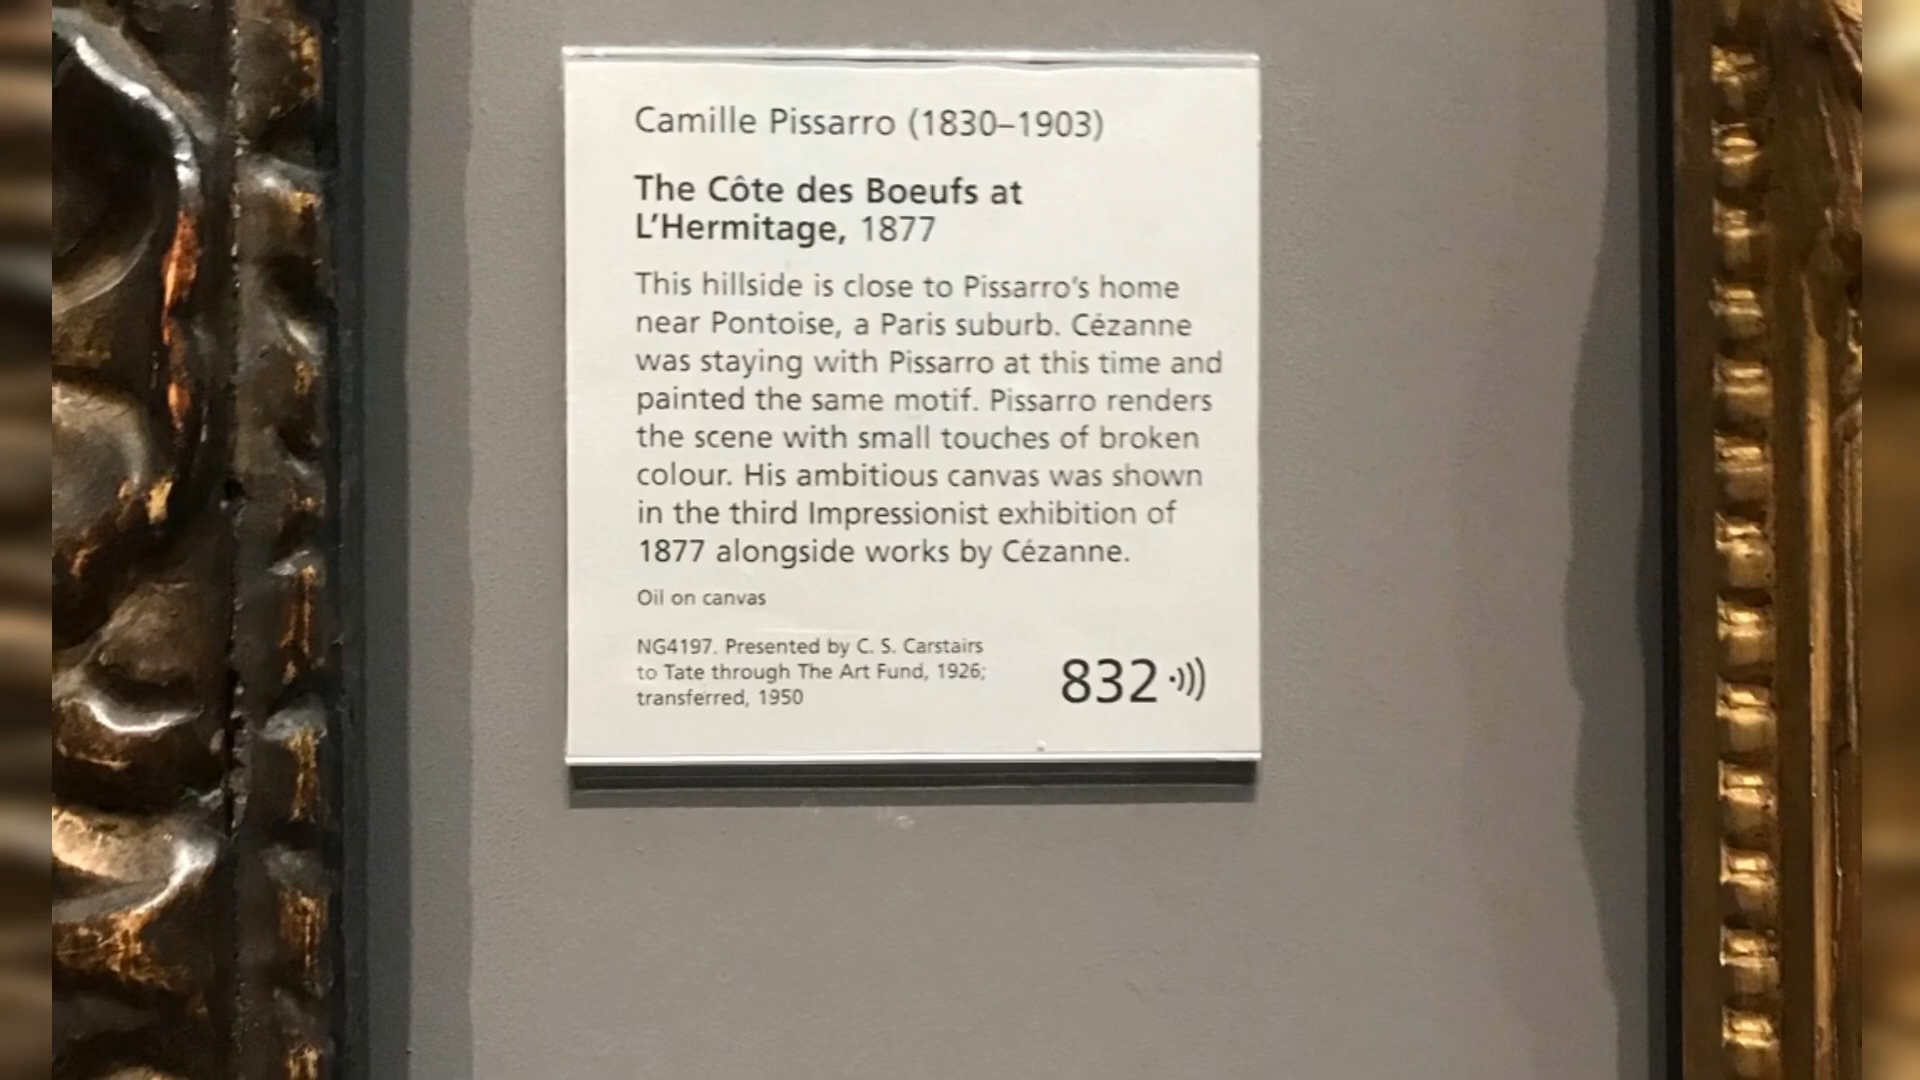 Camille Pissarro (1830–1903)
The Côte des Boeufs at
L’Hermitage, 1877
This hillside is close to Pissarro’s home
near Pontoise, a Paris suburb. Cézanne
was staying with Pissarro at this time and
painted the same motif. Pissarro renders
the scene with small touches of broken
colour. His ambitious canvas was shown
in the third Impressionist exhibition of
1877 alongside works by Cézanne.
Oil on canvas
NG4197. Presented by C. S. Carstairs
to Tate through The Art Fund, 1926;
transferred, 1950
832